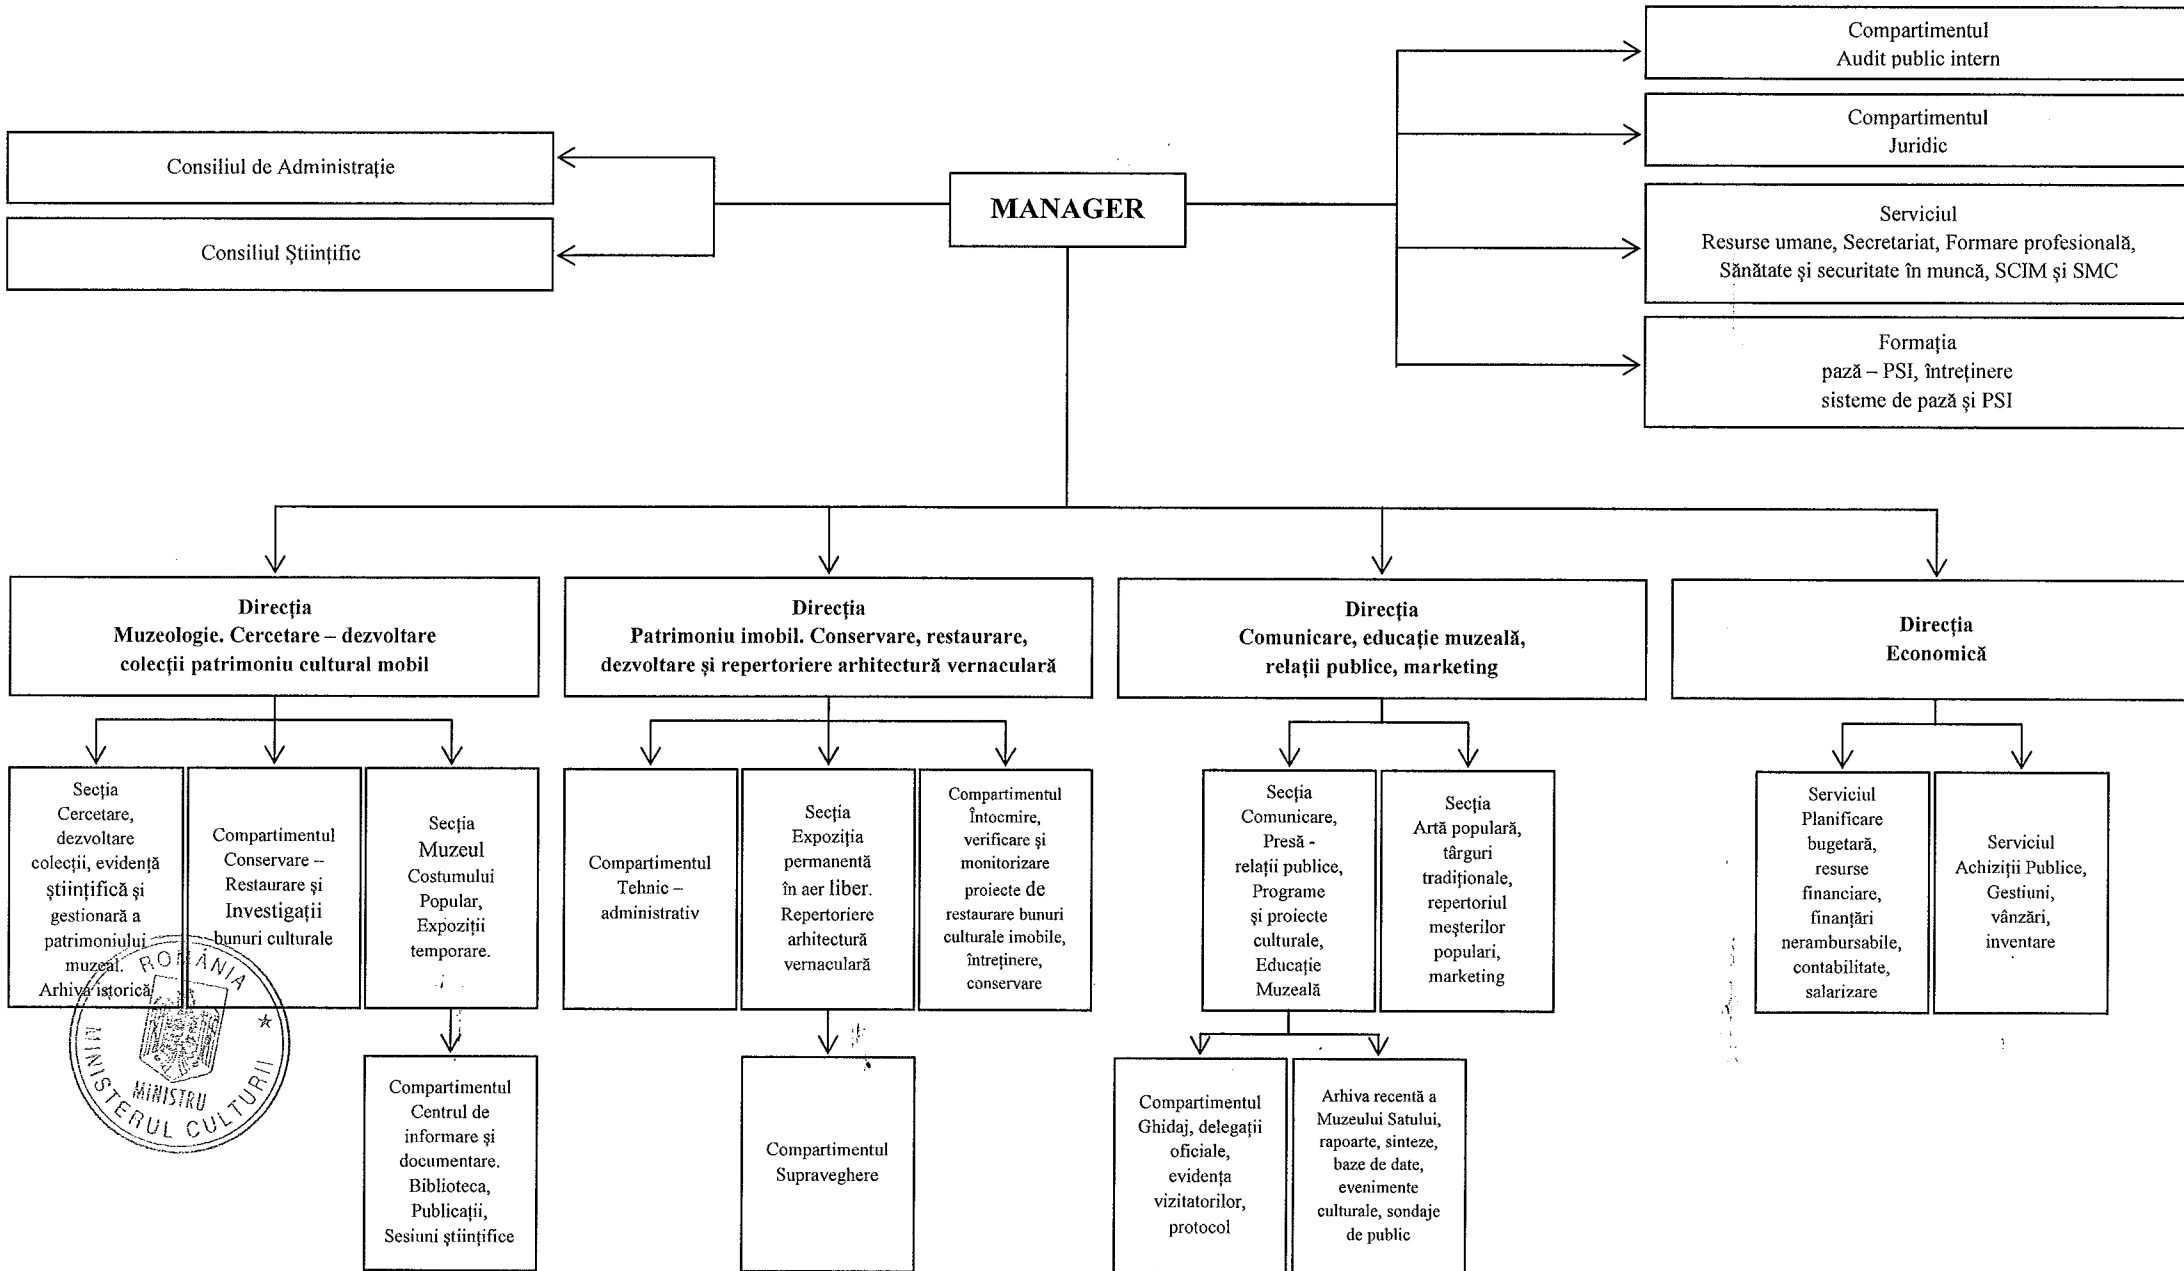 Compartimentul
Audit public intern
Compartimentul
Juridic
Consiliul de Administrație
Consiliul Științific
MANAGER
Serviciul
Resurse umane, Secretariat, Formare profesională,
Sănătate și securitate în muncă, SCIM și SMC
Formația
pază – PSI, întreținere
sisteme de pază și PSI
Direcția
Muzeologie. Cercetare – dezvoltare
colecții patrimoniu cultural mobil
Direcția
Patrimoniu imobil. Conservare, restaurare,
dezvoltare și repertoriere arhitectură vernaculară
Direcția
Comunicare, educație muzeală,
relații publice, marketing
Direcția
Economică
Secția
Cercetare,
dezvoltare
colecții, evidență
științifică și
gestionară a
patrimoniului
muzeal.
Arhiva istorică
Compartimentul
Conservare –
Restaurare și
Investigații
bunuri culturale
Secția
Muzeul
Costumului
Popular,
Expoziții
temporare.
Compartimentul
Tehnic –
administrativ
Secția
Expoziția
permanentă
în aer liber.
Repertoriere
arhitectură
vernaculară
Compartimentul
Întocmire,
verificare și
monitorizare
proiecte de
restaurare bunuri
culturale imobile,
întreținere,
conservare
Secția
Comunicare,
Presă -
relații publice,
Programe
și proiecte
culturale,
Educație
Muzeală
Secția
Artă populară,
târguri
tradiționale,
repertoriul
meșterilor
populari,
marketing
Serviciul
Planificare
bugetară,
resurse
financiare,
finanțări
nerambursabile,
contabilitate,
salarizare
Serviciul
Achiziții Publice,
Gestiuni,
vânzări,
inventare
Compartimentul
Centrul de
informare și
documentare.
Biblioteca,
Publicații,
Sesiuni științifice
Compartimentul
Supraveghere
Compartimentul
Ghidaj, delegații
oficiale,
evidența
vizitatorilor,
protocol
Arhiva recentă a
Muzeului Satului,
rapoarte, sinteze,
baze de date,
evenimente
culturale, sondaje
de public
ROMÂNIA
MINISTRU
MINISTERUL CULTURII